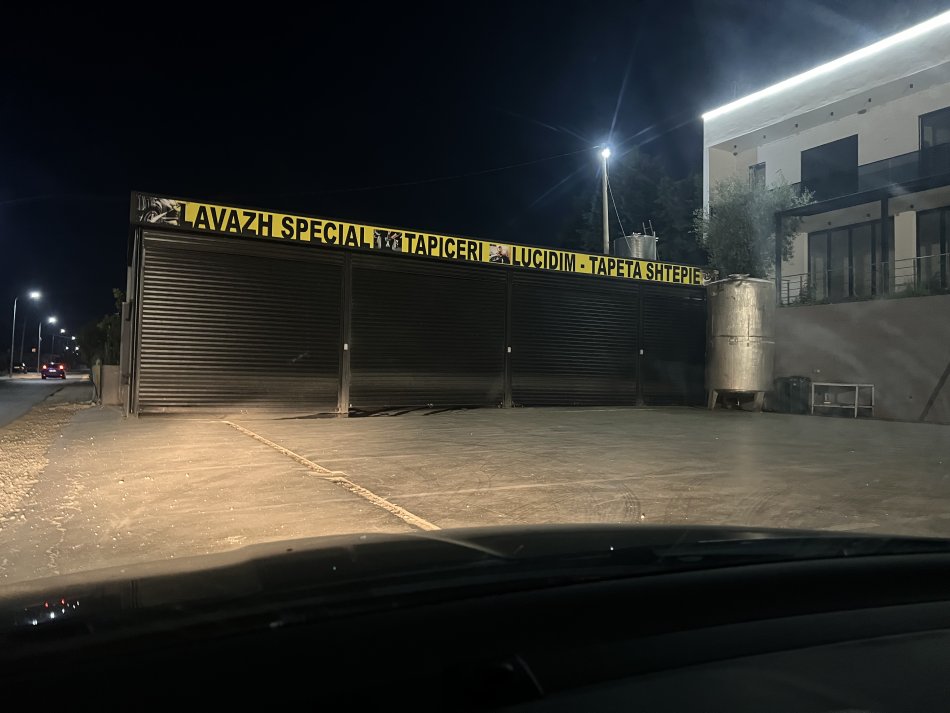 LAVAZH SPECIAL TAPICERI LUCIDIM - TAPETA SHTEPIE